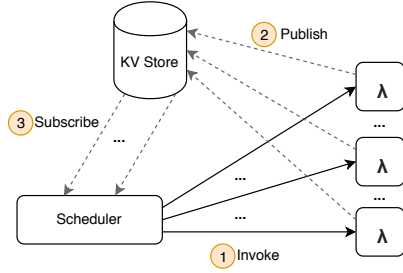 2 Publish
KV Store
λ
3 Subscribe
...
...
λ
...
...
Scheduler
...
λ
1 Invoke